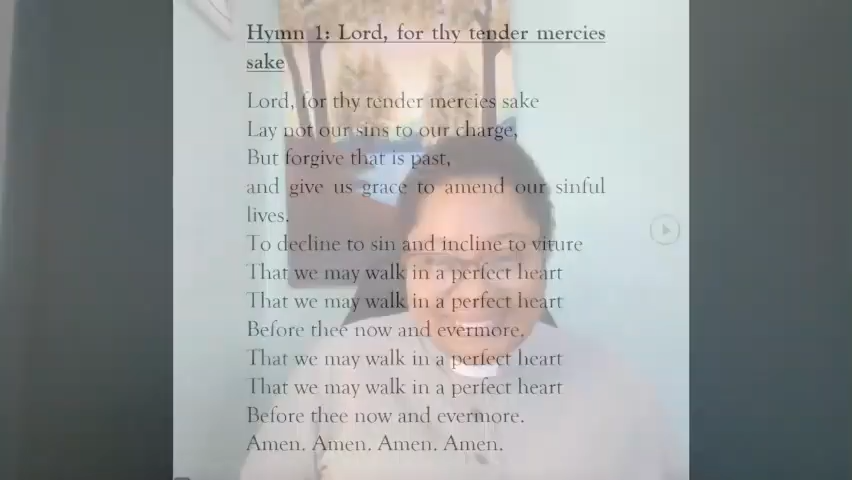 Hymn 1: Lord, for thy tender mercies
sake
Lord, for thy tender mercies sake
Lay not our sins to our charge,
But forgive that is past,
and give us grace to amend our sinful
lives.
To decline to sin and incline to viture
That we may walk in a perfect heart
That we may walk in a perfect heart
Before thee now and evermore.
That we may walk in a perfect heart
That we may walk in a perfect heart
Before thee now and evermore.
Amen. Amen. Amen. Amen.